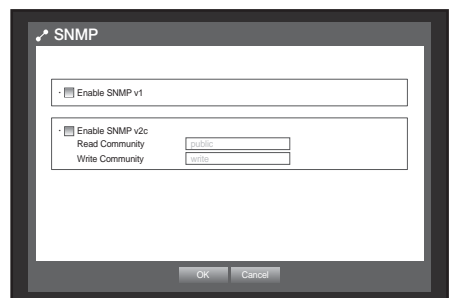 SNMP
· Enable SNMP v1
· Enable SNMP v2c
Read Community public
Write Community write
OK Cancel